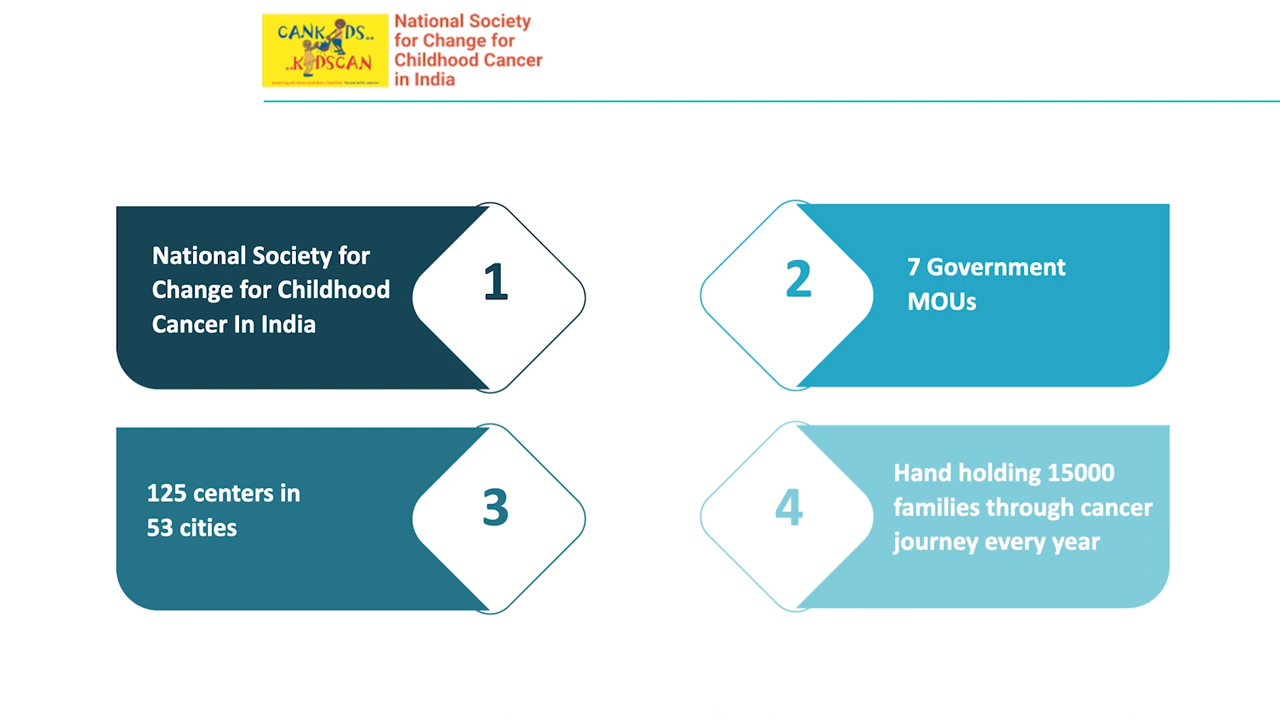 CANKIDS..
..KIDSCAN
National Society
for Change for
Childhood Cancer
in India
National Society for
Change for Childhood
Cancer In India
1
2
7 Government
MOUs
125 centers in
53 cities
3
4
Hand holding 15000
families through cancer
journey every year